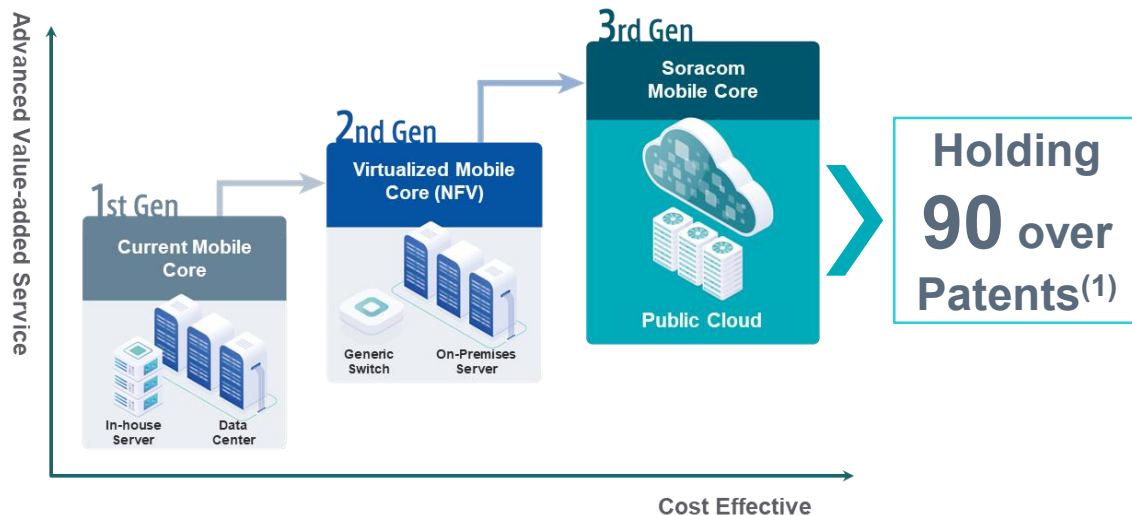 Advanced Value-added Service
1st Gen
Current Mobile
Core
In-house
Server
Data
Center
2nd Gen
Virtualized Mobile
Core (NFV)
Generic
Switch
On-Premises
Server
3rd Gen
Soracom
Mobile Core
Public Cloud
Holding
90 over
Patents(1)
Cost Effective